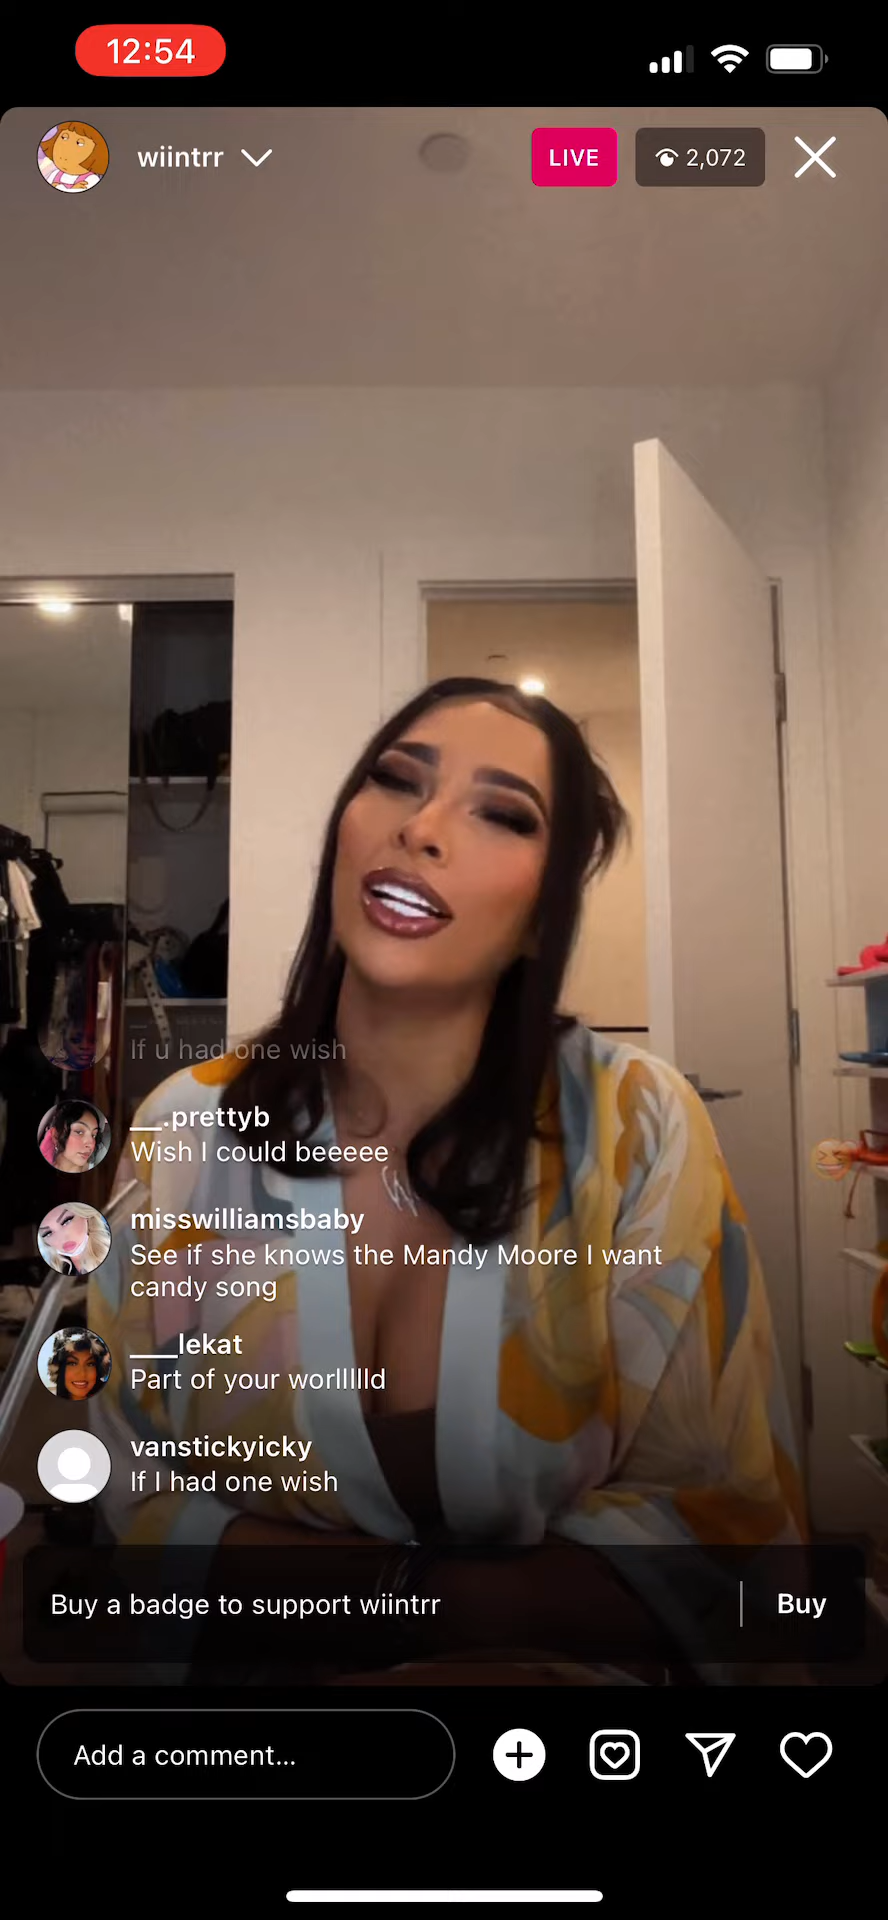 12:54
wiintrr
LIVE
2,072
If u had one wish
__.prettyb
Wish I could beeeee
misswilliamsbaby
See if she knows the Mandy Moore I want
candy song
___lekat
Part of your worllllld
vanstickyicky
If I had one wish
Buy a badge to support wiintrr
Buy
Add a comment...